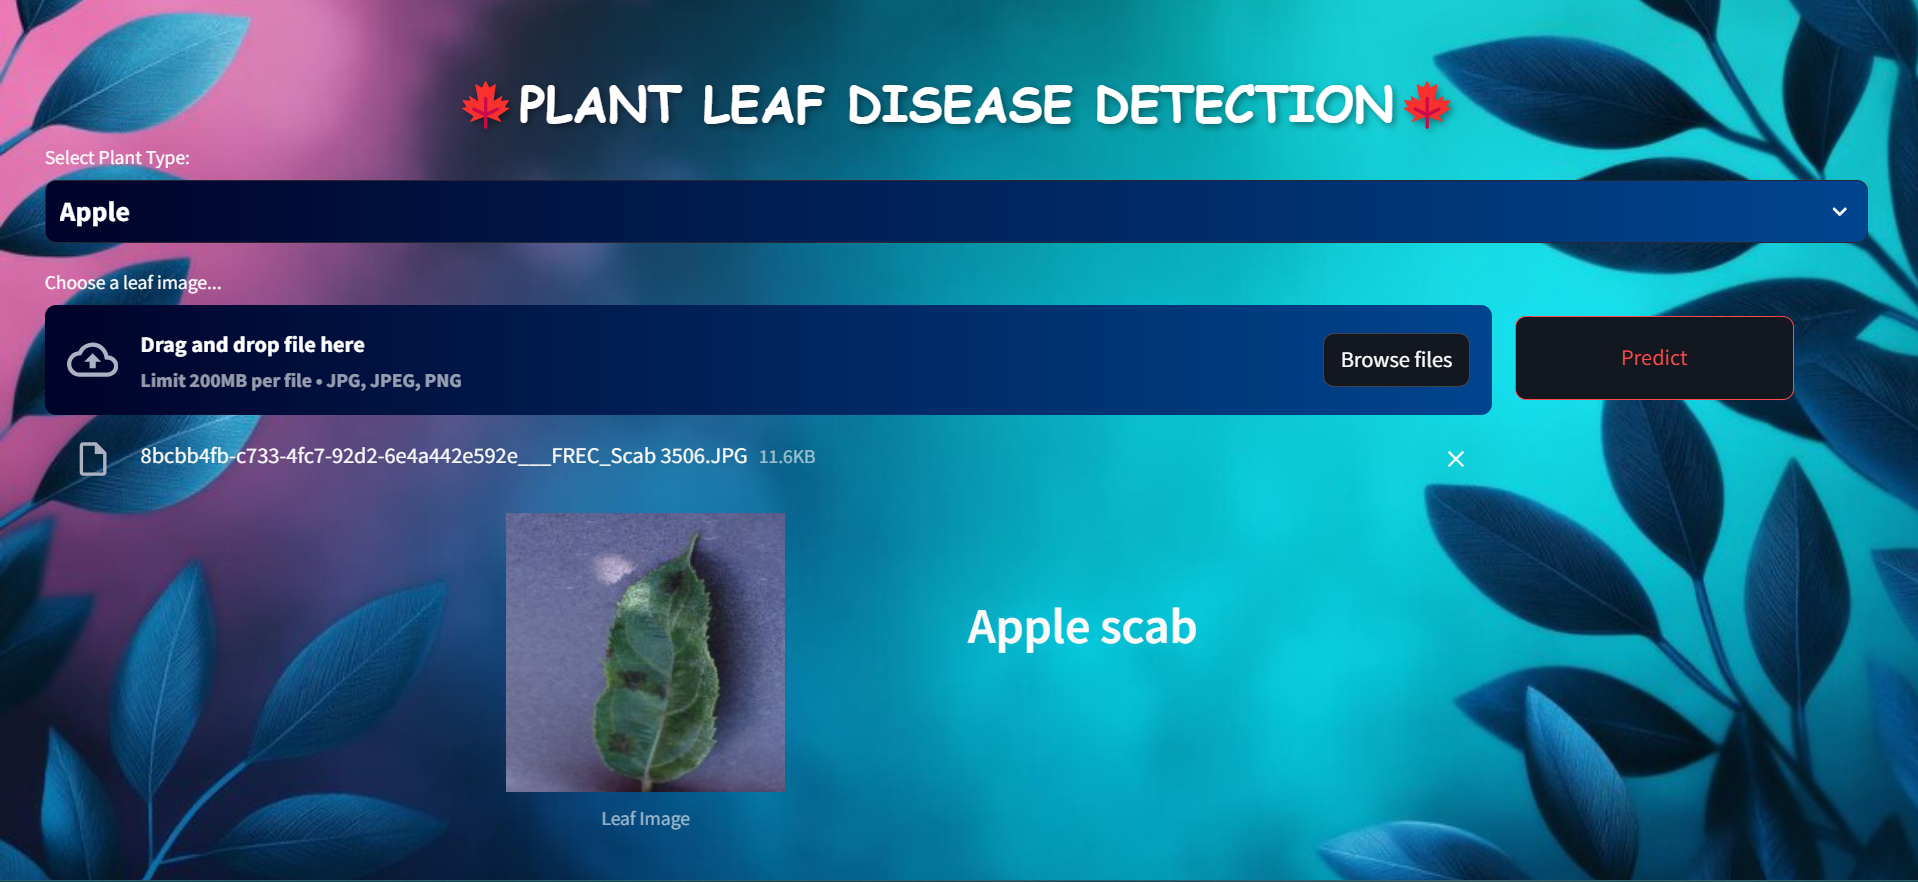 PLANT LEAF DISEASE DETECTION
Select Plant Type:
Apple
Choose a leaf image...
Drag and drop file here
Limit 200MB per file • JPG, JPEG, PNG
Browse files
Predict
8bcbb4fb-c733-4fc7-92d2-6e4a442e592e___FREC_Scab 3506.JPG 11.6KB
Apple scab
Leaf Image